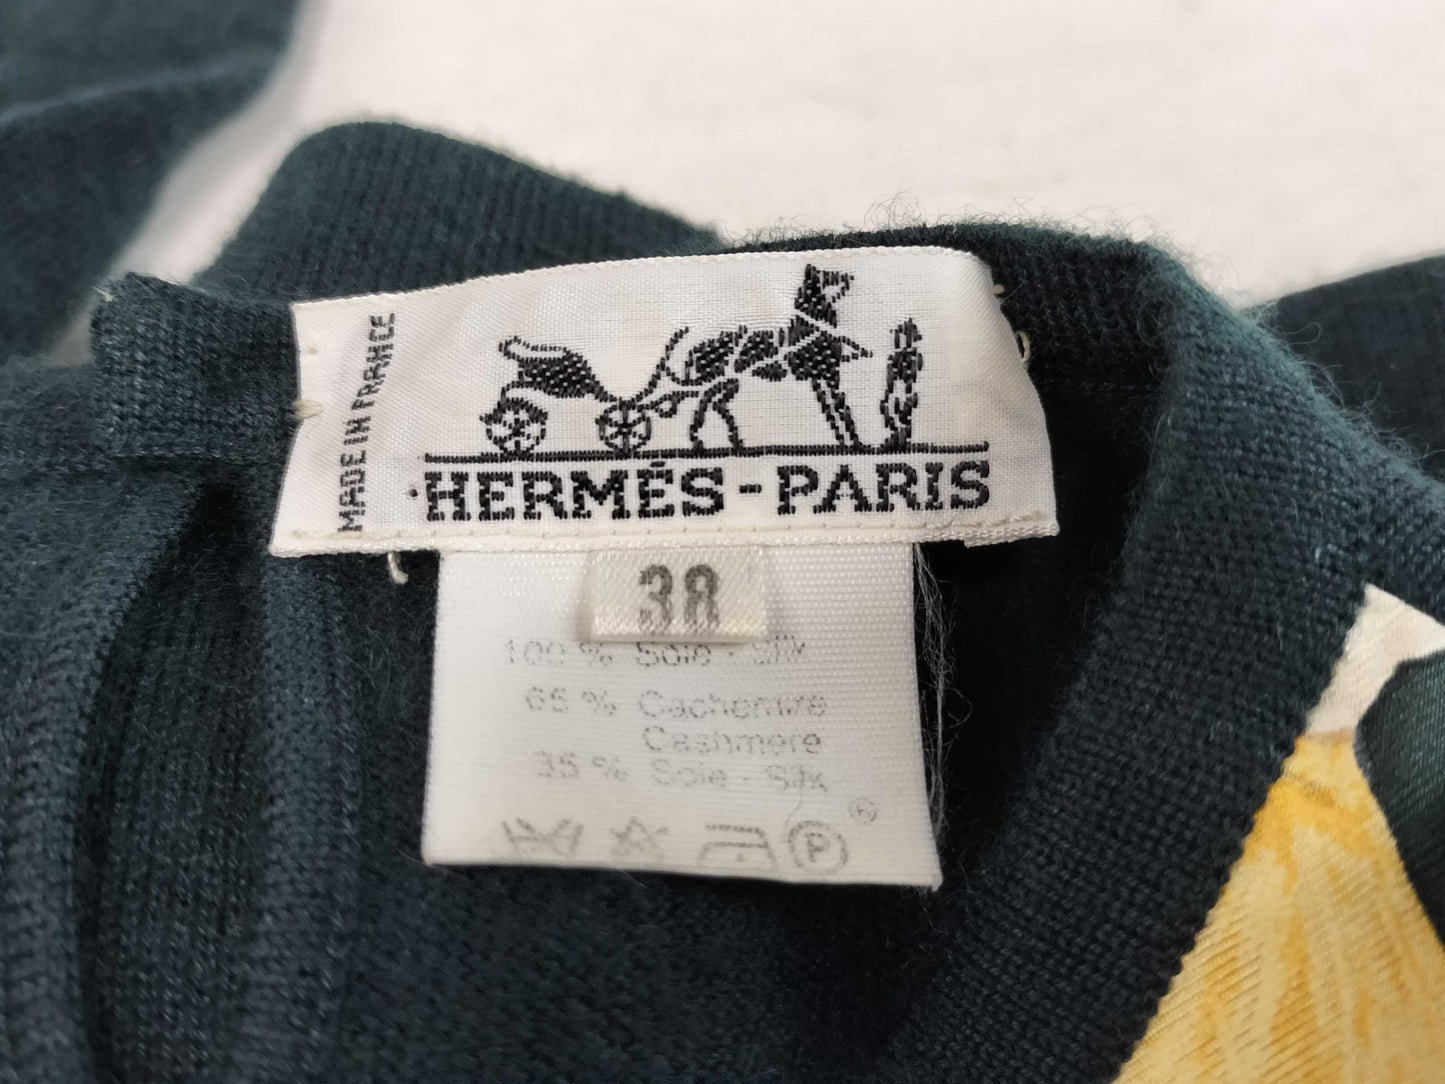 MADE IN FRANCE
HERMÈS-PARIS
38
100 % Soie - Silk
65 % Cachemire
Cashmere
35 % Soie - Silk
P
®